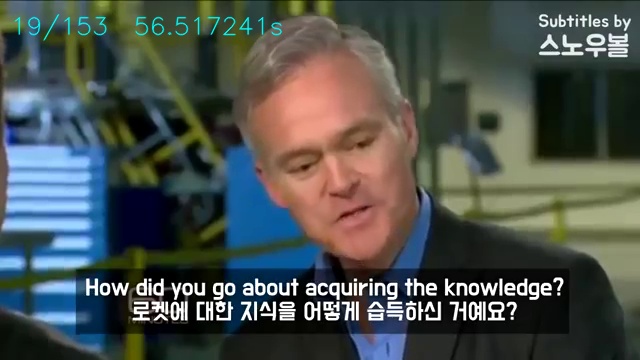 19/153 56.517241s
Subtitles by
스노우볼
How did you go about acquiring the knowledge?
로켓에 대한 지식을 어떻게 습득하신 거예요?